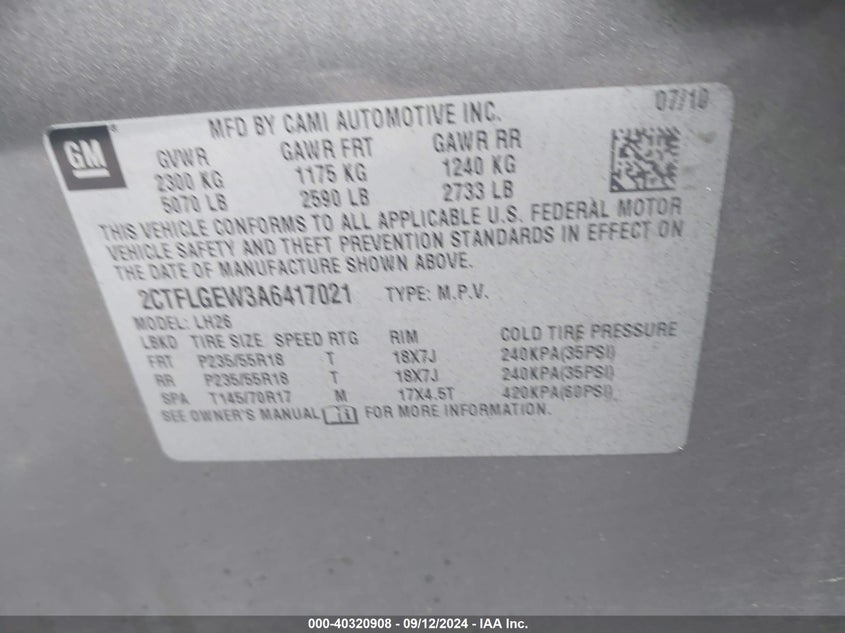 07/10
GM
MFD BY CAMI AUTOMOTIVE INC.
GVWR GAWR FRT GAWR RR
2300 KG 1175 KG 1240 KG
5070 LB 2590 LB 2733 LB
THIS VEHICLE CONFORMS TO ALL APPLICABLE U.S. FEDERAL MOTOR
VEHICLE SAFETY AND THEFT PREVENTION STANDARDS IN EFFECT ON
THE DATE OF MANUFACTURE SHOWN ABOVE.
2CTFLGEW3A6417021 TYPE: M.P.V.
MODEL: LH26
LBKD TIRE SIZE SPEED RTG RIM COLD TIRE PRESSURE
FRT P235/55R18 T 18X7J 240KPA(35PSI)
RR P235/55R18 T 18X7J 240KPA(35PSI)
SPA T145/70R17 M 17X4.5T 420KPA(60PSI)
SEE OWNER'S MANUAL FOR MORE INFORMATION.
000-40320908 - 09/12/2024 - IAA Inc.